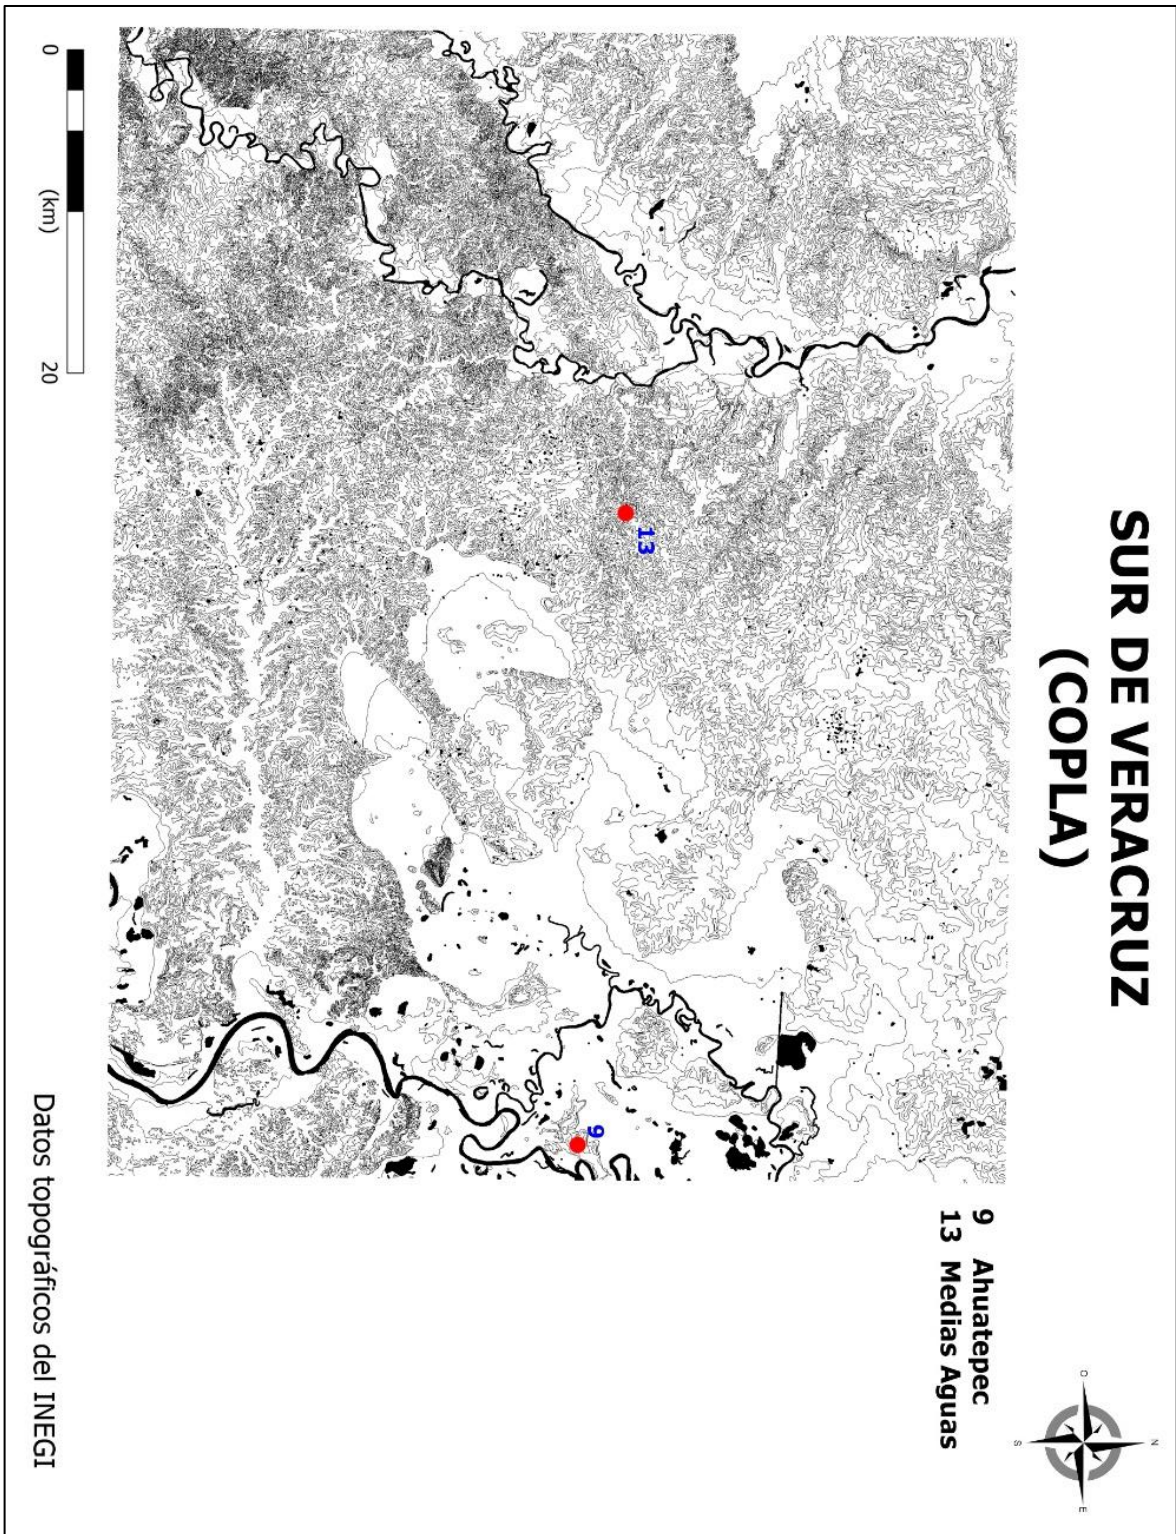 SUR DE VERACRUZ
(COPLA)
N
O
E
S
9 Ahuatepec
13 Medias Aguas
13
9
0 (km) 20
Datos topográficos del INEGI